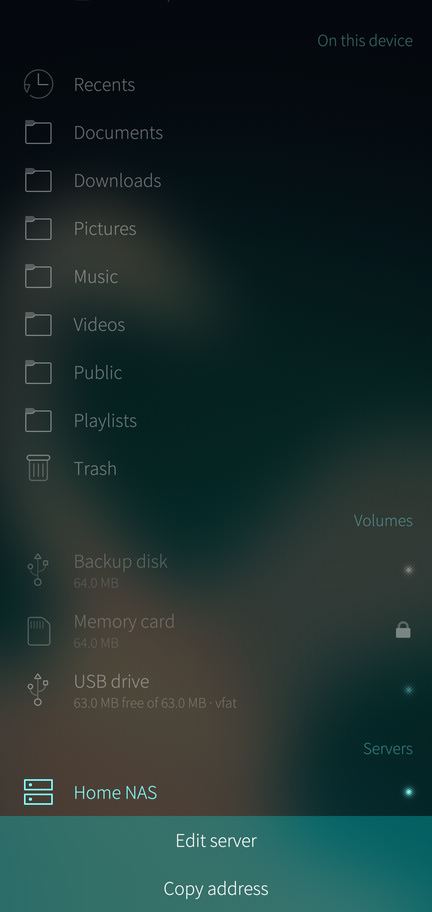 On this device
Recents
Documents
Downloads
Pictures
Music
Videos
Public
Playlists
Trash
Volumes
Backup disk
64.0 MB
Memory card
64.0 MB
USB drive
63.0 MB free of 63.0 MB · vfat
Servers
Home NAS
Edit server
Copy address